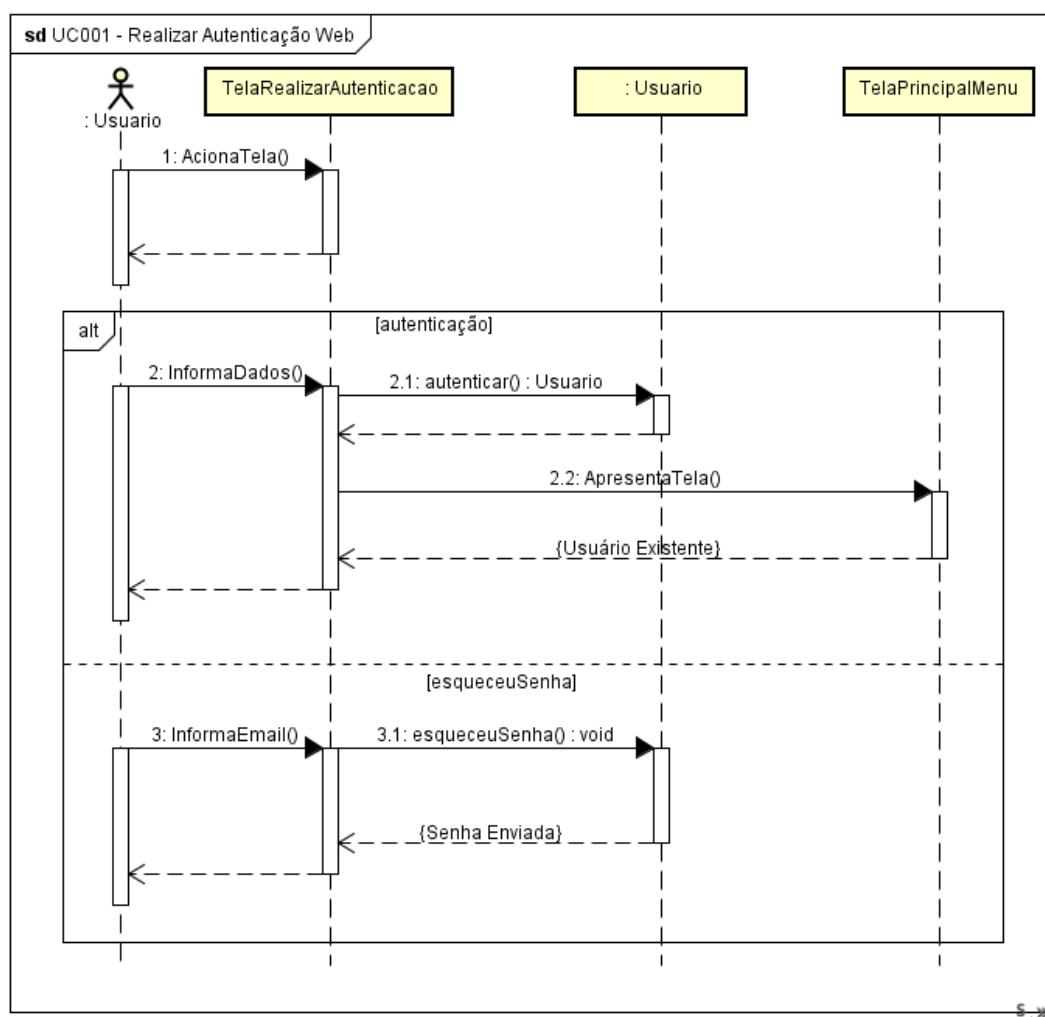 sd UC001 - Realizar Autenticação Web
: Usuario
TelaRealizarAutenticacao
: Usuario
TelaPrincipalMenu
1: AcionaTela()
alt
[autenticação]
2: InformaDados()
2.1: autenticar() : Usuario
2.2: ApresentaTela()
{Usuário Existente}
[esqueceuSenha]
3: InformaEmail()
3.1: esqueceuSenha() : void
{Senha Enviada}